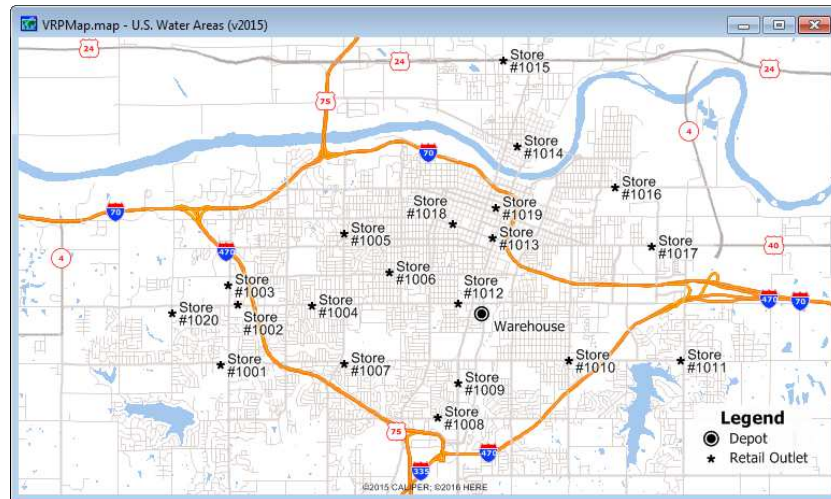 VRPMap.map - U.S. Water Areas (v2015)
24
24
24
Store
#1015
75
4
Store
#1014
70
Store
#1016
Store
#1019
Store
#1018
70
Store
#1005
Store
#1013
Store
#1017
40
470
4
Store
#1006
Store
#1003
Store
#1012
470
70
Store
#1020
Store
#1002
Store
#1004
Warehouse
Store
#1001
Store
#1007
Store
#1010
Store
#1011
Store
#1009
Store
#1008
75
470
335
Legend
Depot
Retail Outlet
©2015 CALIPER; ©2016 HERE